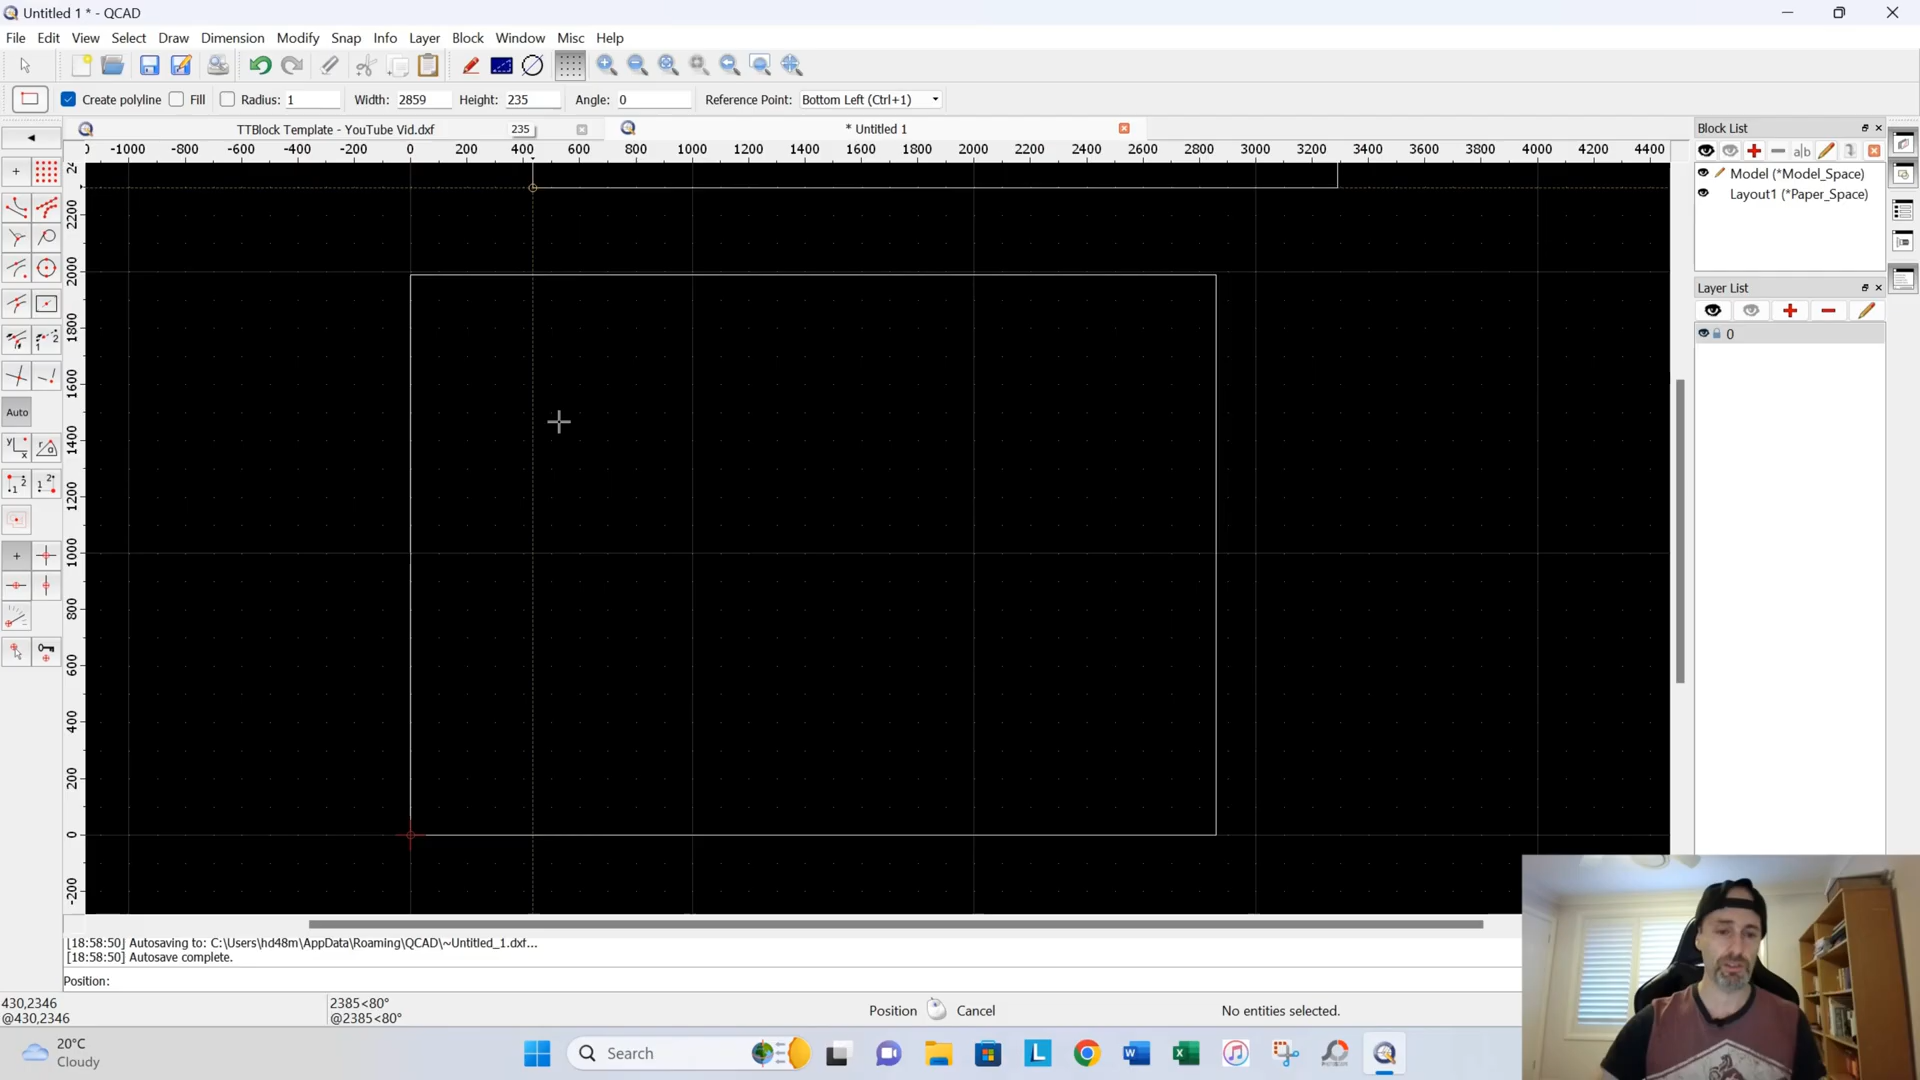 Untitled 1 * - QCAD
File Edit View Select Draw Dimension Modify Snap Info Layer Block Window Misc Help
Create polyline Fill Radius: 1 Width: 2859 Height: 235 Angle: 0 Reference Point: Bottom Left (Ctrl+1)
TTBlock Template - YouTube Vid.dxf 235 * Untitled 1
-1000 -800 -600 -400 -200 0 200 400 600 800 1000 1200 1400 1600 1800 2000 2200 2400 2600 2800 3000 3200 3400 3600 3800 4000 4200 4400
2200
2000
1800
1600
1400
1200
1000
800
600
400
200
0
-200
Auto
Block List
Model (*Model_Space)
Layout1 (*Paper_Space)
Layer List
0
[18:58:50] Autosaving to: C:\Users\hd48m\AppData\Roaming\QCAD\~Untitled_1.dxf...
[18:58:50] Autosave complete.
Position:
430,2346
@430,2346
2385<80°
@2385<80°
Position Cancel No entities selected.
20°C
Cloudy
Search